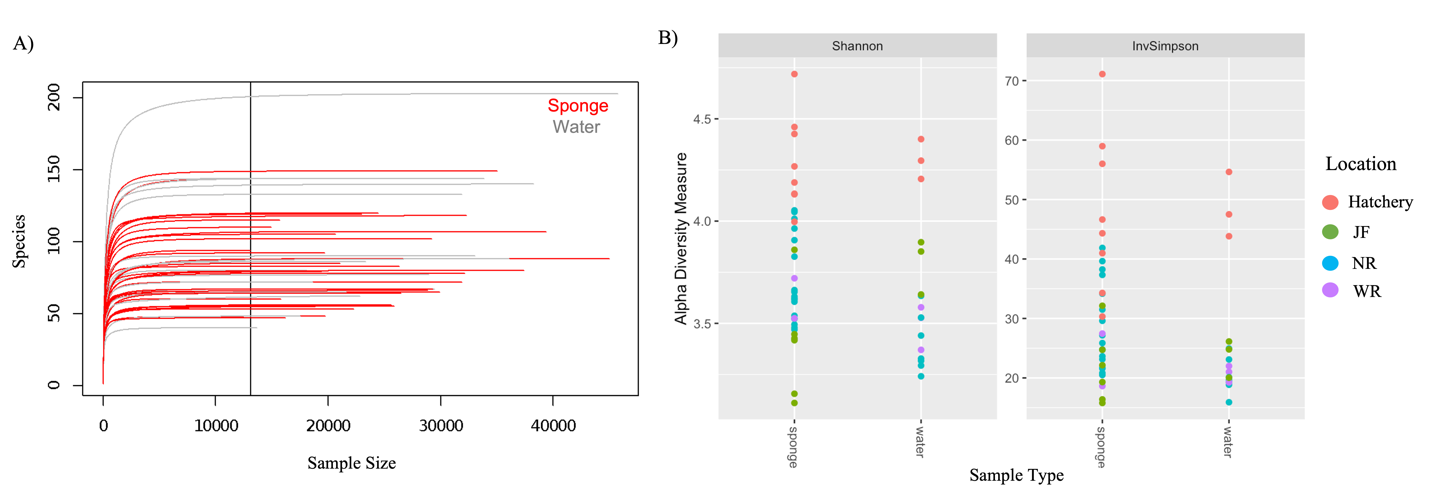 A)
Species
200
150
100
50
0
Sponge
Water
0 10000 20000 30000 40000
Sample Size
B)
Alpha Diversity Measure
Shannon
4.5
4.0
3.5
sponge
water
InvSimpson
70
60
50
40
30
20
sponge
water
Sample Type
Location
Hatchery
JF
NR
WR